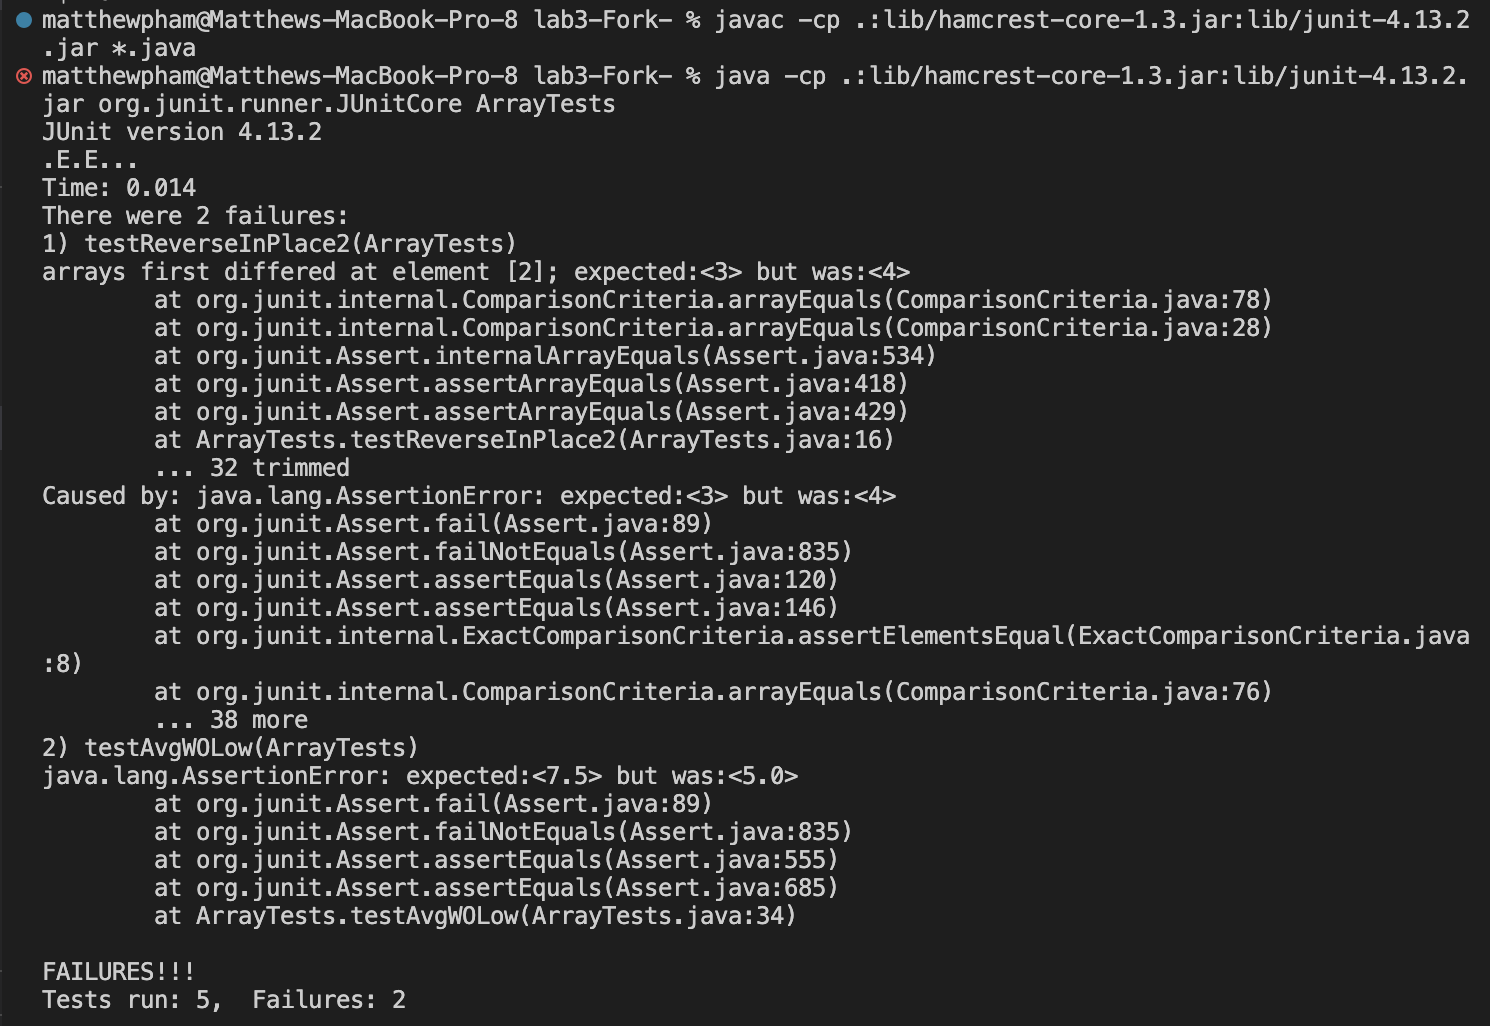 matthewpham@Matthews-MacBook-Pro-8 lab3-Fork- % javac -cp .:lib/hamcrest-core-1.3.jar:lib/junit-4.13.2
.jar *.java
matthewpham@Matthews-MacBook-Pro-8 lab3-Fork- % java -cp .:lib/hamcrest-core-1.3.jar:lib/junit-4.13.2.
jar org.junit.runner.JUnitCore ArrayTests
JUnit version 4.13.2
.E.E...
Time: 0.014
There were 2 failures:
1) testReverseInPlace2(ArrayTests)
arrays first differed at element [2]; expected:<3> but was:<4>
        at org.junit.internal.ComparisonCriteria.arrayEquals(ComparisonCriteria.java:78)
        at org.junit.internal.ComparisonCriteria.arrayEquals(ComparisonCriteria.java:28)
        at org.junit.Assert.internalArrayEquals(Assert.java:534)
        at org.junit.Assert.assertArrayEquals(Assert.java:418)
        at org.junit.Assert.assertArrayEquals(Assert.java:429)
        at ArrayTests.testReverseInPlace2(ArrayTests.java:16)
        ... 32 trimmed
Caused by: java.lang.AssertionError: expected:<3> but was:<4>
        at org.junit.Assert.fail(Assert.java:89)
        at org.junit.Assert.failNotEquals(Assert.java:835)
        at org.junit.Assert.assertEquals(Assert.java:120)
        at org.junit.Assert.assertEquals(Assert.java:146)
        at org.junit.internal.ExactComparisonCriteria.assertElementsEqual(ExactComparisonCriteria.java
:8)
        at org.junit.internal.ComparisonCriteria.arrayEquals(ComparisonCriteria.java:76)
        ... 38 more
2) testAvgWOLow(ArrayTests)
java.lang.AssertionError: expected:<7.5> but was:<5.0>
        at org.junit.Assert.fail(Assert.java:89)
        at org.junit.Assert.failNotEquals(Assert.java:835)
        at org.junit.Assert.assertEquals(Assert.java:555)
        at org.junit.Assert.assertEquals(Assert.java:685)
        at ArrayTests.testAvgWOLow(ArrayTests.java:34)

FAILURES!!!
Tests run: 5,  Failures: 2